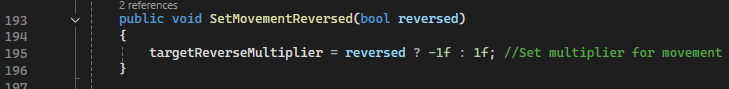 2 references
193 public void SetMovementReversed(bool reversed)
194 {
195 targetReverseMultiplier = reversed ? -1f : 1f; //Set multiplier for movement
196 }
197